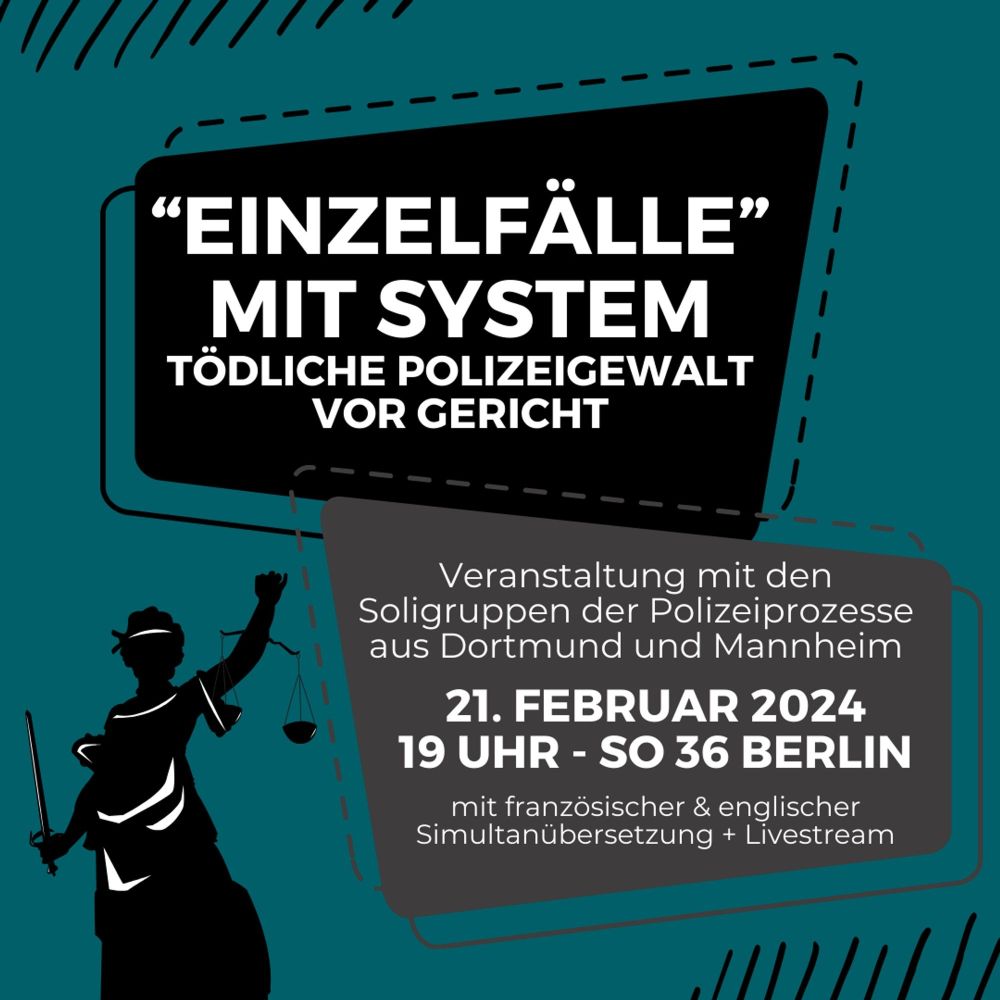 “EINZELFÄLLE”
MIT SYSTEM
TÖDLICHE POLIZEIGEWALT
VOR GERICHT
Veranstaltung mit den
Soligruppen der Polizeiprozesse
aus Dortmund und Mannheim
21. FEBRUAR 2024
19 UHR - SO 36 BERLIN
mit französischer & englischer
Simultanübersetzung + Livestream